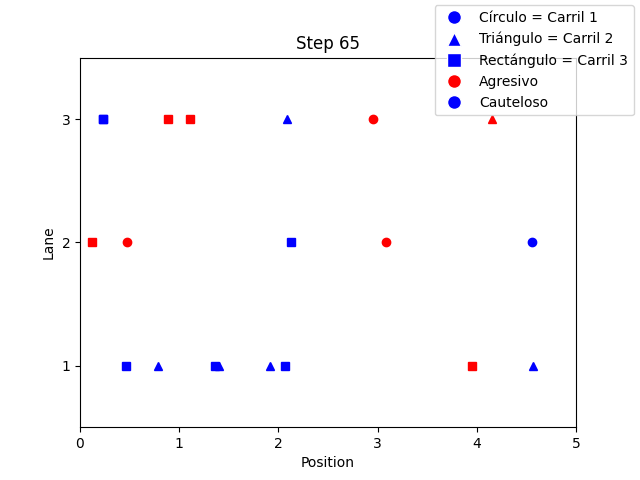 Step 65
Círculo = Carril 1
Triángulo = Carril 2
Rectángulo = Carril 3
Agresivo
Cauteloso
Lane
3
2
1
0 1 2 3 4 5
Position